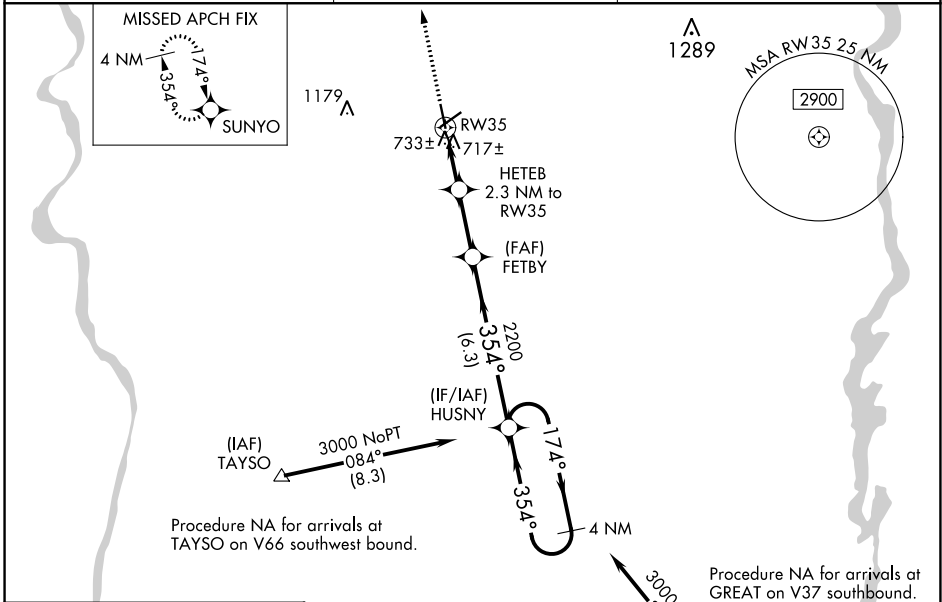 MISSED APCH FIX
4 NM
174°
354°
SUNYO
1179
1289
MSA RW35 25 NM
2900
RW35
733±
717±
HETEB
2.3 NM to
RW35
(FAF)
FETBY
2200
354°
(6.3)
(IF/IAF)
HUSNY
(IAF)
TAYSO
3000 NoPT
084°
(8.3)
174°
354°
4 NM
Procedure NA for arrivals at
TAYSO on V66 southwest bound.
3000
Procedure NA for arrivals at
GREAT on V37 southbound.